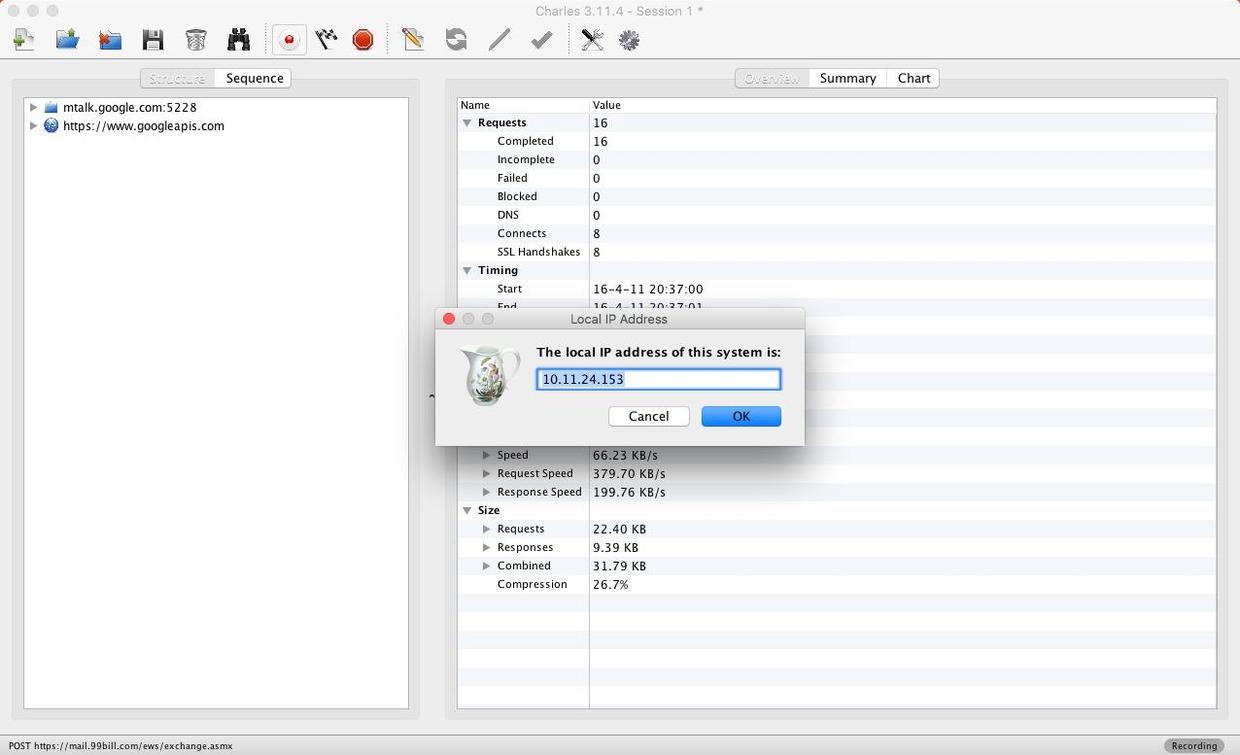 Charles 3.11.4 - Session 1 *
Structure Sequence
Overview Summary Chart
mtalk.google.com:5228
https://www.googleapis.com
Name Value
Requests 16
Completed 16
Incomplete 0
Failed 0
Blocked 0
DNS 0
Connects 8
SSL Handshakes 8
Timing
Start 16-4-11 20:37:00
End 16-4-11 20:37:01
Local IP Address
The local IP address of this system is:
10.11.24.153
Cancel OK
Speed 66.23 KB/s
Request Speed 379.70 KB/s
Response Speed 199.76 KB/s
Size
Requests 22.40 KB
Responses 9.39 KB
Combined 31.79 KB
Compression 26.7%
POST https://mail.99bill.com/ews/exchange.asmx
Recording